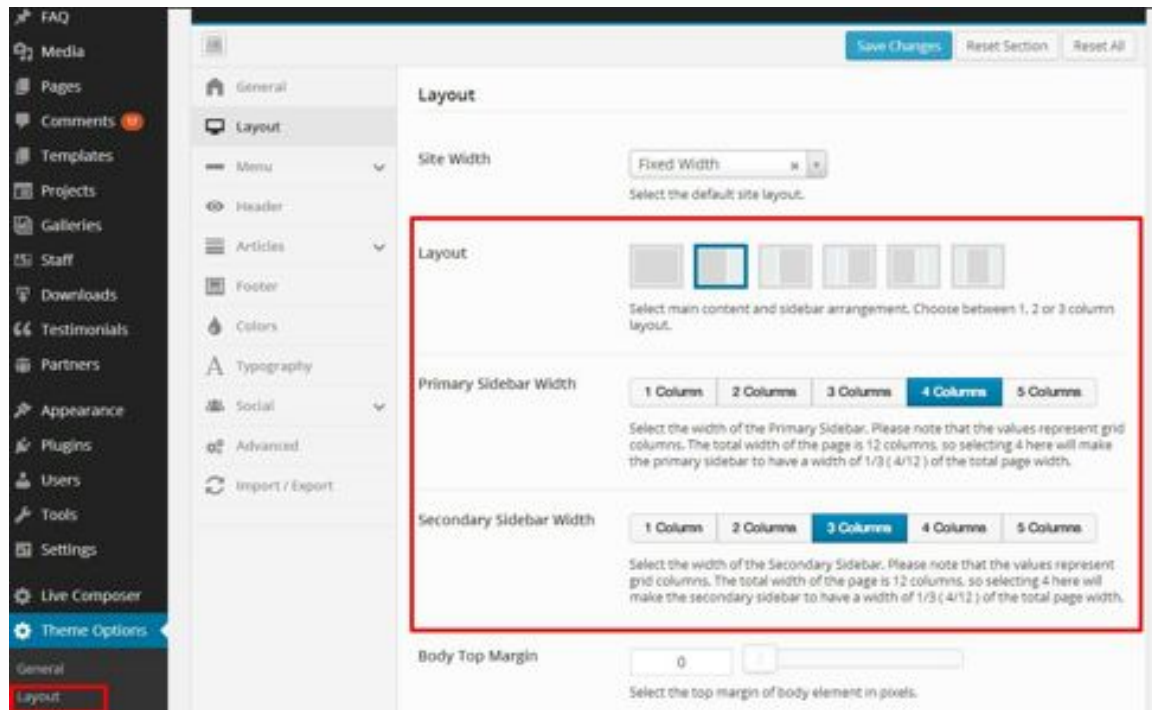 FAQ
Media
Pages
Comments
Templates
Projects
Galleries
Staff
Downloads
Testimonials
Partners
Appearance
Plugins
Users
Tools
Settings
Live Composer
Theme Options
General
Layout
Save Changes
Reset Section
Reset All
General
Layout
Menu
Header
Articles
Footer
Colors
Typography
Social
Advanced
Import / Export
Layout
Site Width
Fixed Width
Select the default site layout.
Layout
Select main content and sidebar arrangement. Choose between 1, 2 or 3 column
layout.
Primary Sidebar Width
1 Column 2 Columns 3 Columns 4 Columns 5 Columns
Select the width of the Primary Sidebar. Please note that the values represent grid
columns. The total width of the page is 12 columns, so selecting 4 here will make
the primary sidebar to have a width of 1/3 ( 4/12 ) of the total page width.
Secondary Sidebar Width
1 Column 2 Columns 3 Columns 4 Columns 5 Columns
Select the width of the Secondary Sidebar. Please note that the values represent
grid columns. The total width of the page is 12 columns, so selecting 4 here will
make the secondary sidebar to have a width of 1/3 ( 4/12 ) of the total page width.
Body Top Margin
0
Select the top margin of body element in pixels.